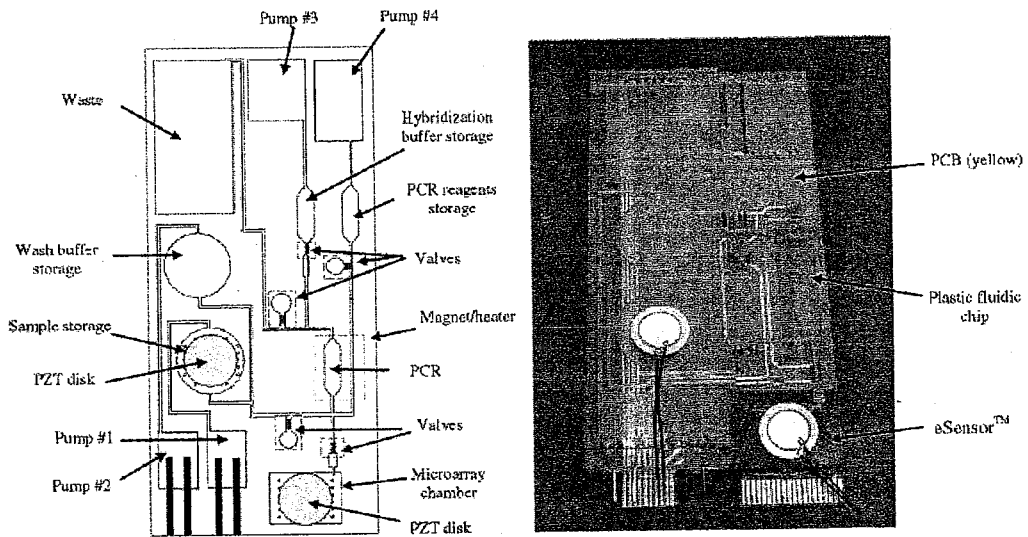 Pump #3
Pump #4
Waste
Hybridization
buffer storage
PCR reagents
storage
Wash buffer
storage
Valves
Sample storage
Magnet/heater
PZT disk
PCR
Pump #1
Valves
Pump #2
Microarray
chamber
PZT disk
PCB (yellow)
Plastic fluidic
chip
eSensor™